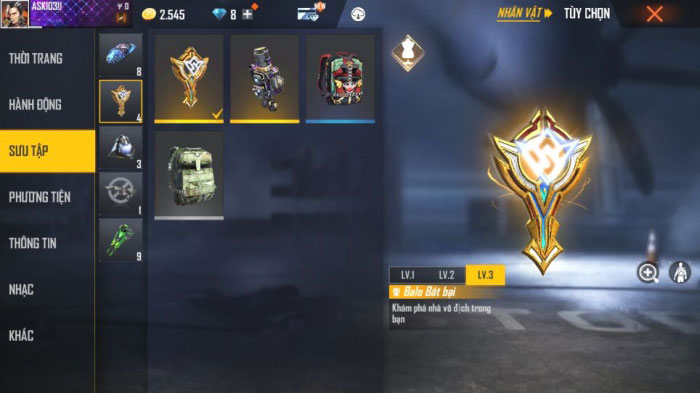 ASK103!!
0
2.545
8
NHÂN VẬT
TÙY CHỌN
THỜI TRANG
HÀNH ĐỘNG
SƯU TẬP
PHƯƠNG TIỆN
THÔNG TIN
NHẠC
KHÁC
8
4
3
1
9
LV.1
LV.2
LV.3
Balo Bất bại
Khám phá nhà vô địch trong
bạn